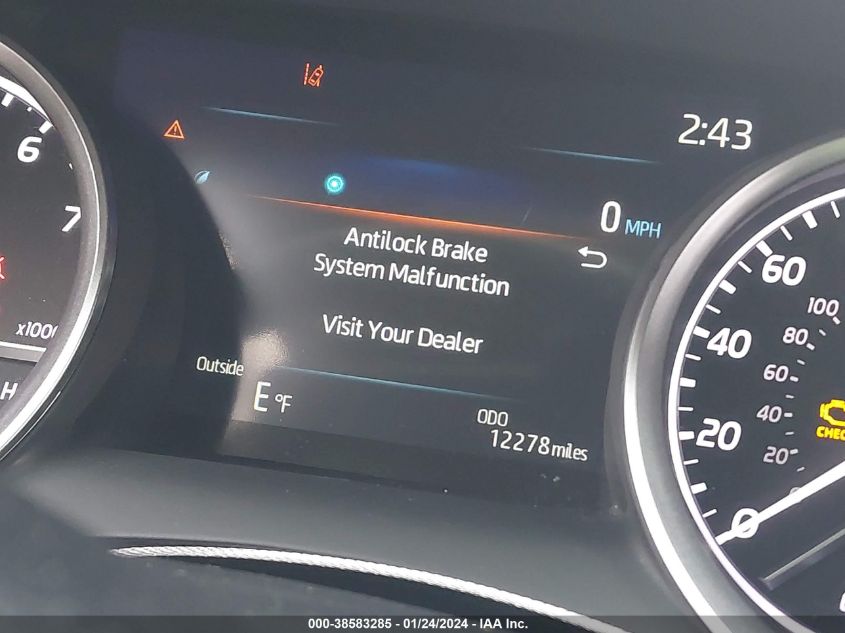 2:43
6
7
0 MPH
Antilock Brake
System Malfunction
Visit Your Dealer
Outside
E °F
ODO
12278 miles
H
60
40
20
0
100
80
60
40
20
000-38583285 - 01/24/2024 - IAA Inc.